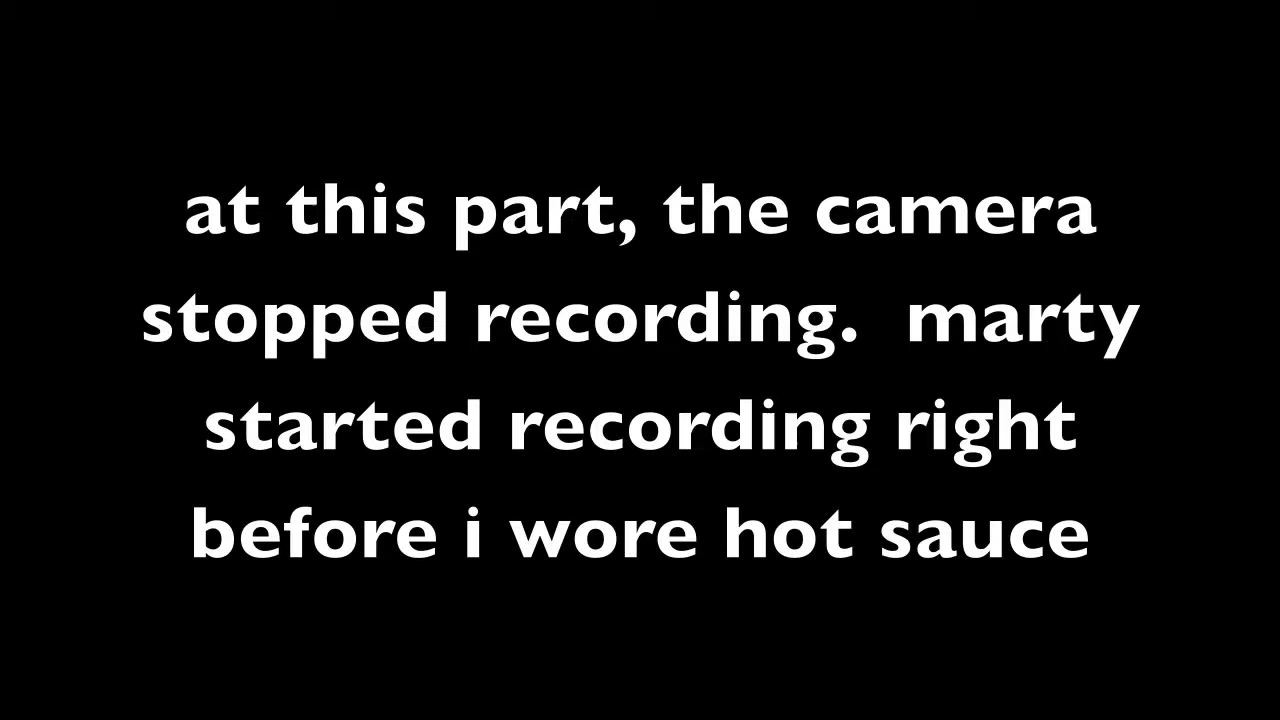 at this part, the camera
stopped recording.  marty
started recording right
before i wore hot sauce